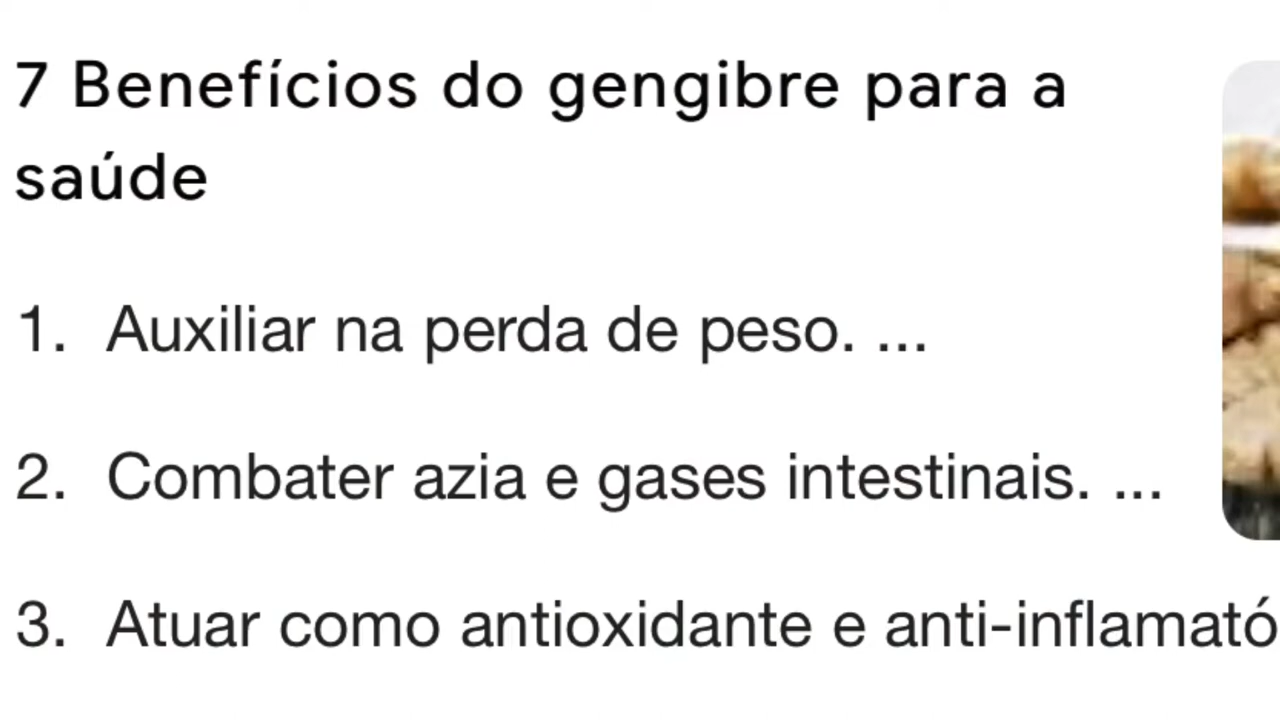 7 Benefícios do gengibre para a
saúde
1. Auxiliar na perda de peso. ...
2. Combater azia e gases intestinais. ...
3. Atuar como antioxidante e anti-inflamató